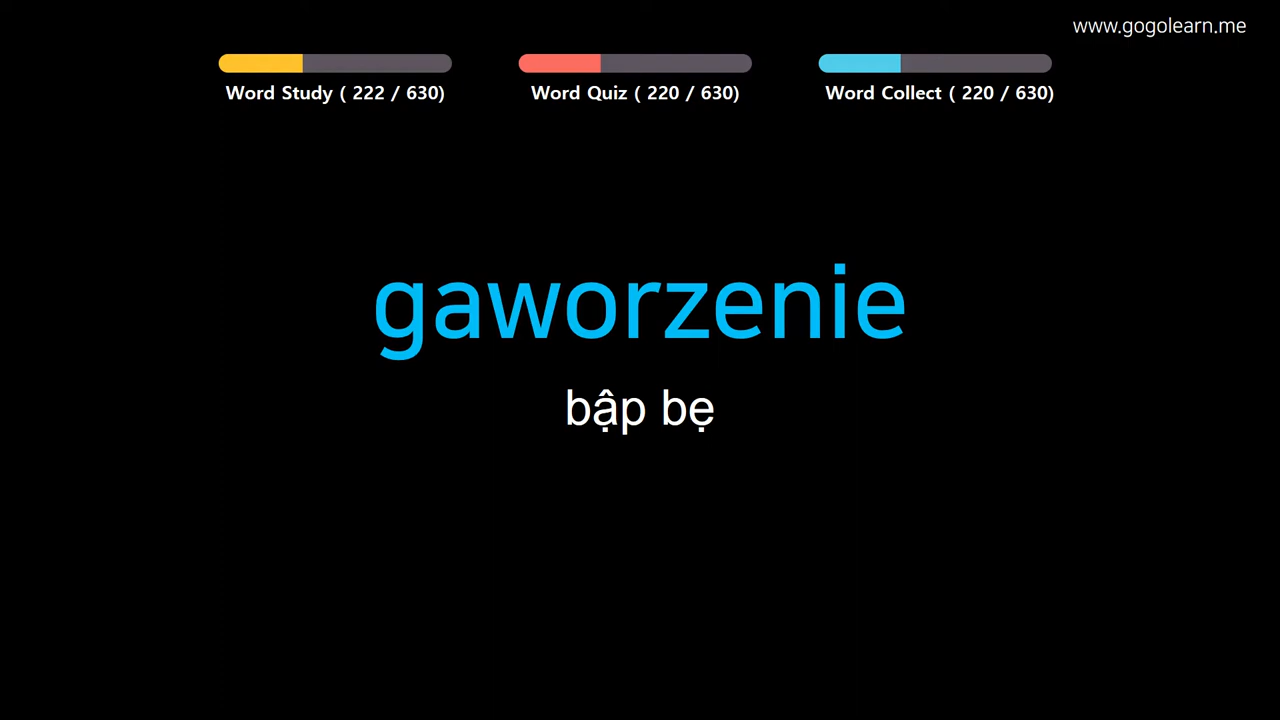 www.gogolearn.me
Word Study ( 222 / 630)
Word Quiz ( 220 / 630)
Word Collect ( 220 / 630)
gaworzenie
bập bẹ